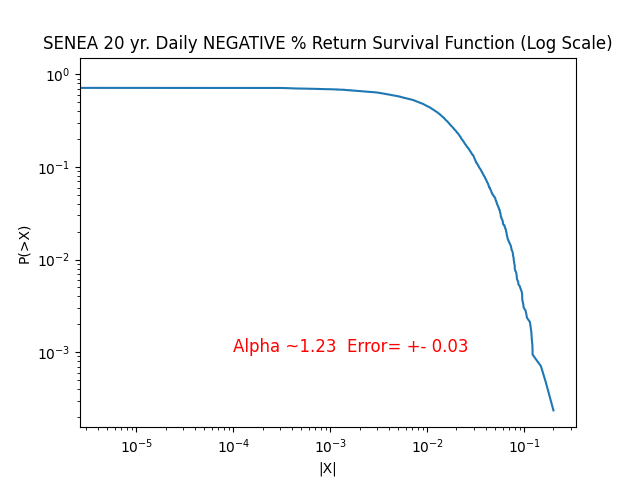 SENEA 20 yr. Daily NEGATIVE % Return Survival Function (Log Scale)
10⁰
10⁻¹
10⁻²
10⁻³
P(>X)
Alpha ~1.23  Error= +- 0.03
10⁻⁵ 10⁻⁴ 10⁻³ 10⁻² 10⁻¹
|X|